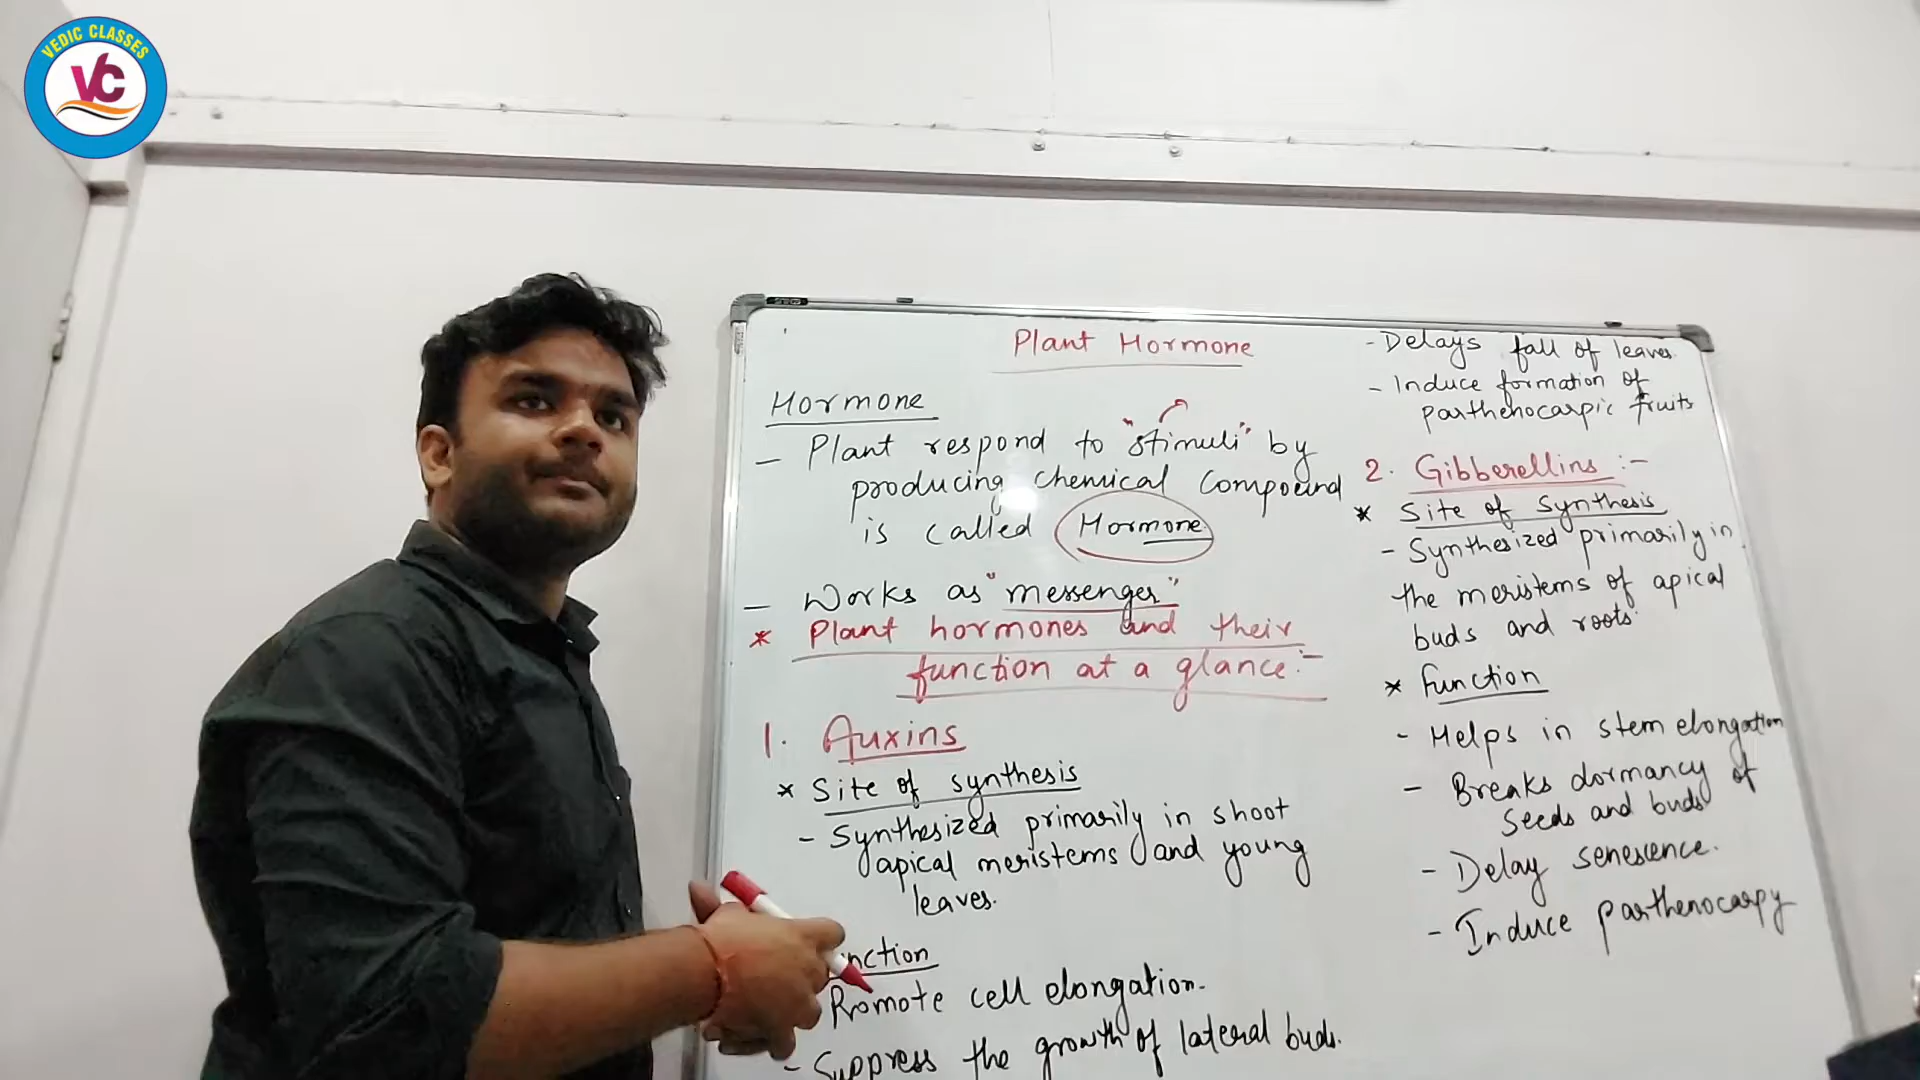 VEDIC CLASSES
VC
Plant Hormone
Hormone
- Plant respond to "stimuli" by
producing chemical compound
is called Hormone
- Works as "messenger"
* Plant hormones and their
function at a glance:-
1. Auxins
* Site of synthesis
- Synthesized primarily in shoot
apical meristems and young
leaves.
unction
Promote cell elongation.
- Suppress the growth of lateral buds.
- Delays fall of leaves.
- Induce formation of
parthenocarpic fruits
2. Gibberellins :-
* Site of synthesis
- Synthesized primarily in
the meristems of apical
buds and roots.
* Function
- Helps in stem elongation
- Breaks dormancy of
seeds and buds
- Delay senescence.
- Induce parthenocarpy